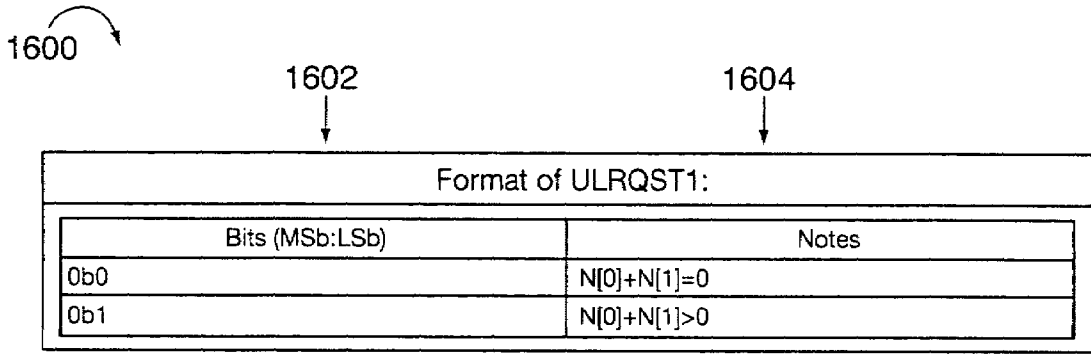 1600
1602 1604
Format of ULRQST1:
Bits (MSb:LSb) Notes
0b0 N[0]+N[1]=0
0b1 N[0]+N[1]>0